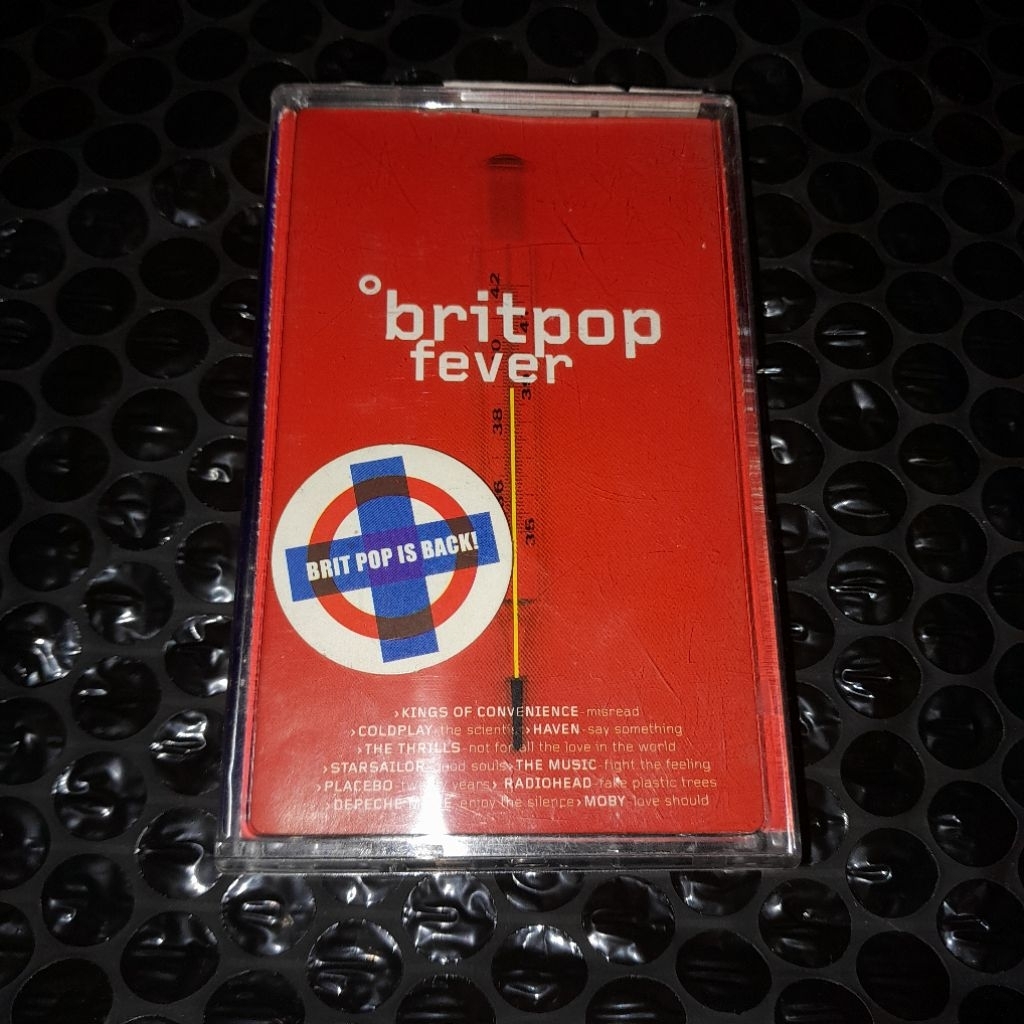 °britpop
fever
42
41
38
36
35
BRIT POP IS BACK!
›KINGS OF CONVENIENCE-misread
›COLDPLAY-the scientist›HAVEN-say something
›THE THRILLS-not for all the love in the world
›STARSAILOR-good souls›THE MUSIC-fight the feeling
›PLACEBO-twenty years›RADIOHEAD-fake plastic trees
›DEPECHE MODE-enjoy the silence›MOBY-love should